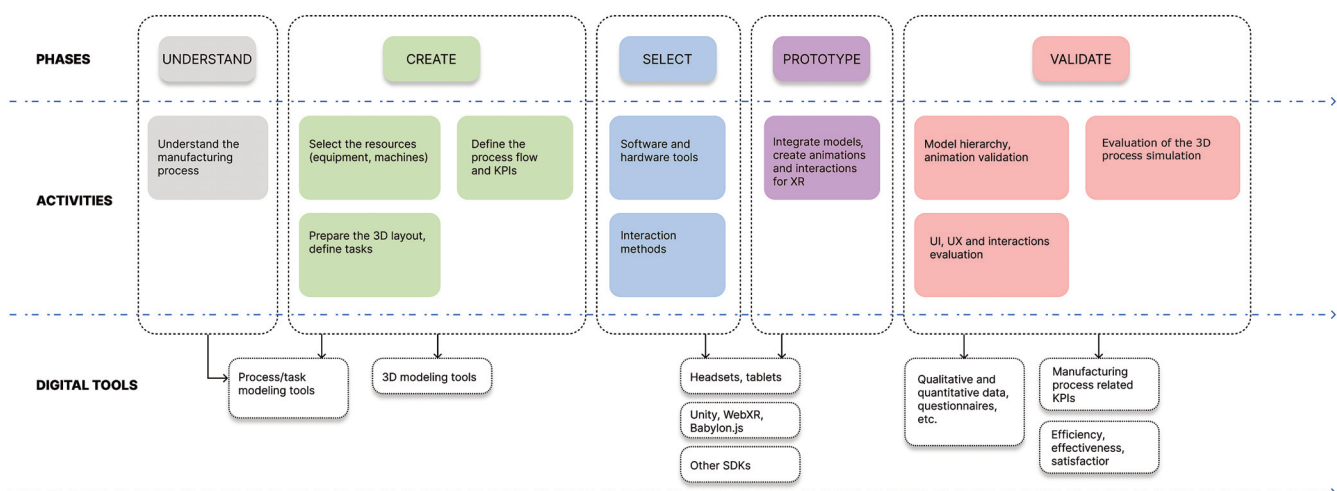 PHASES
UNDERSTAND
CREATE
SELECT
PROTOTYPE
VALIDATE
ACTIVITIES
Understand the
manufacturing
process
Select the resources
(equipment, machines)
Define the
process flow
and KPIs
Prepare the 3D layout,
define tasks
Software and
hardware tools
Interaction
methods
Integrate models,
create animations
and interactions
for XR
Model hierarchy,
animation validation
Evaluation of the 3D
process simulation
UI, UX and interactions
evaluation
DIGITAL TOOLS
Process/task
modeling tools
3D modeling tools
Headsets, tablets
Unity, WebXR,
Babylon.js
Other SDKs
Qualitative and
quantitative data,
questionnaires,
etc.
Manufacturing
process related
KPIs
Efficiency,
effectiveness,
satisfactior